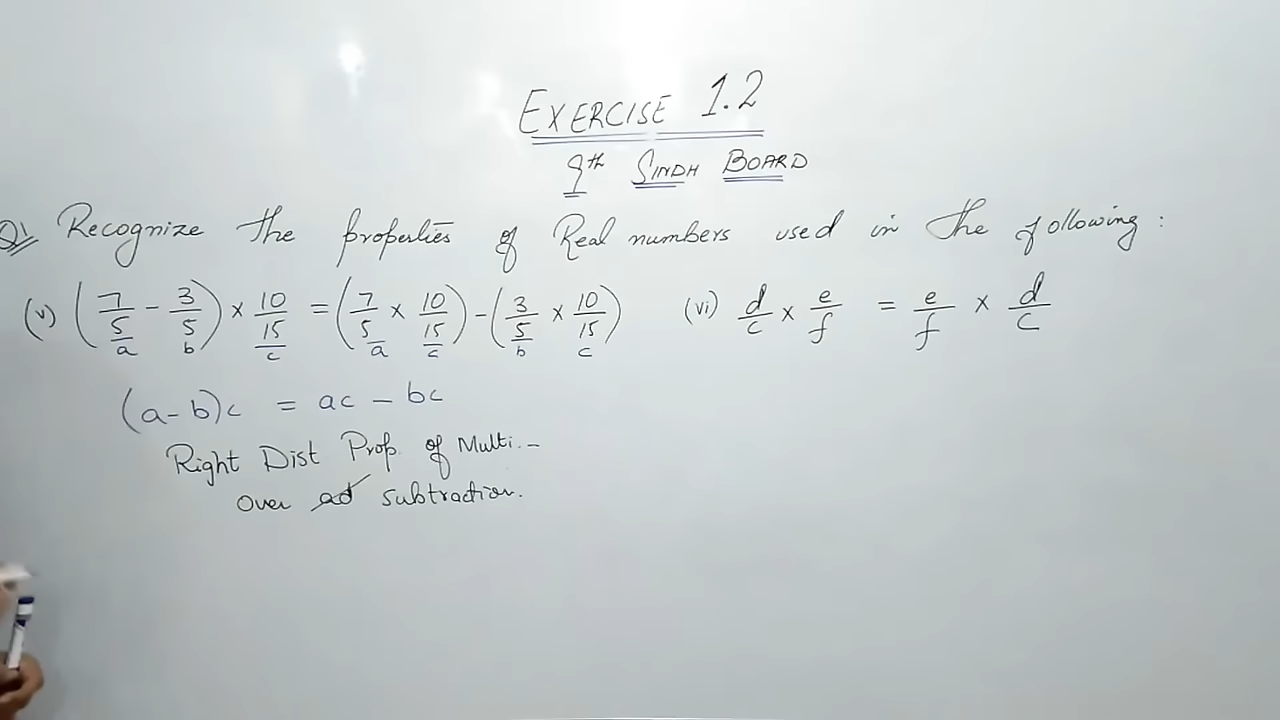 EXERCISE 1.2
9th SINDH BOARD
Q1 Recognize the properties of Real numbers used in the following:
(v) (7/5 - 3/5) × 10/15 = (7/5 × 10/15) - (3/5 × 10/15) (vi) d/c × e/f = e/f × d/c
a b c a c b c
(a-b)c = ac - bc
Right Dist Prop. of Multi. -
Over ad subtraction.